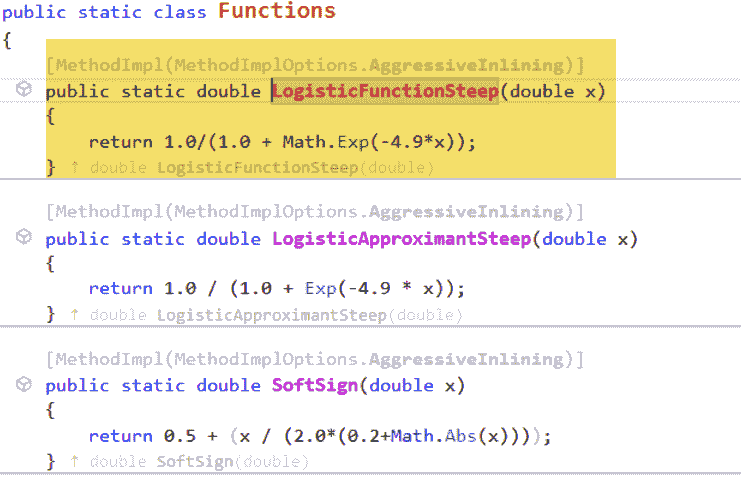 public static class Functions
{
[MethodImpl(MethodImplOptions.AggressiveInlining)]
public static double LogisticFunctionSteep(double x)
{
return 1.0/(1.0 + Math.Exp(-4.9*x));
} ↑ double LogisticFunctionSteep(double)
[MethodImpl(MethodImplOptions.AggressiveInlining)]
public static double LogisticApproximantSteep(double x)
{
return 1.0 / (1.0 + Exp(-4.9 * x));
} ↑ double LogisticApproximantSteep(double)
[MethodImpl(MethodImplOptions.AggressiveInlining)]
public static double SoftSign(double x)
{
return 0.5 + (x / (2.0*(0.2+Math.Abs(x))));
} ↑ double SoftSign(double)